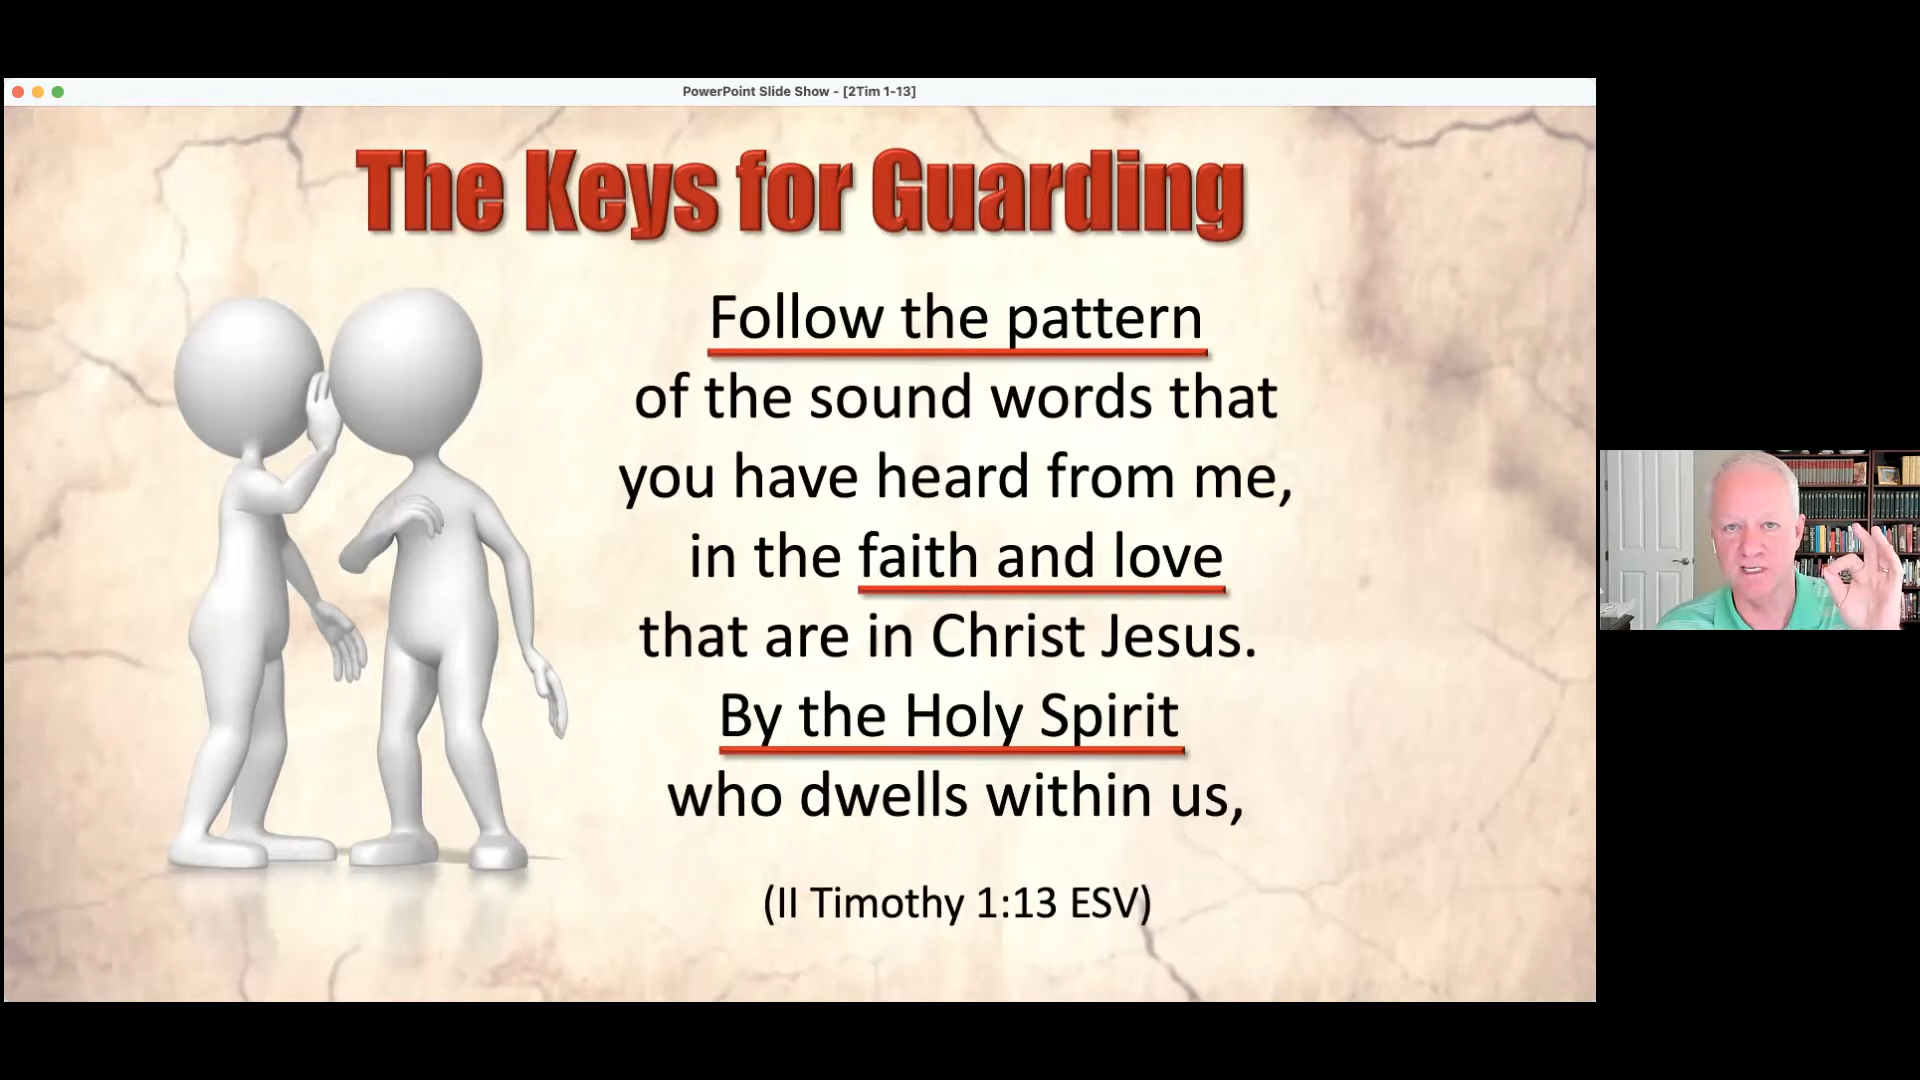 PowerPoint Slide Show - [2Tim 1-13]
The Keys for Guarding
Follow the pattern
of the sound words that
you have heard from me,
in the faith and love
that are in Christ Jesus.
By the Holy Spirit
who dwells within us,
(II Timothy 1:13 ESV)